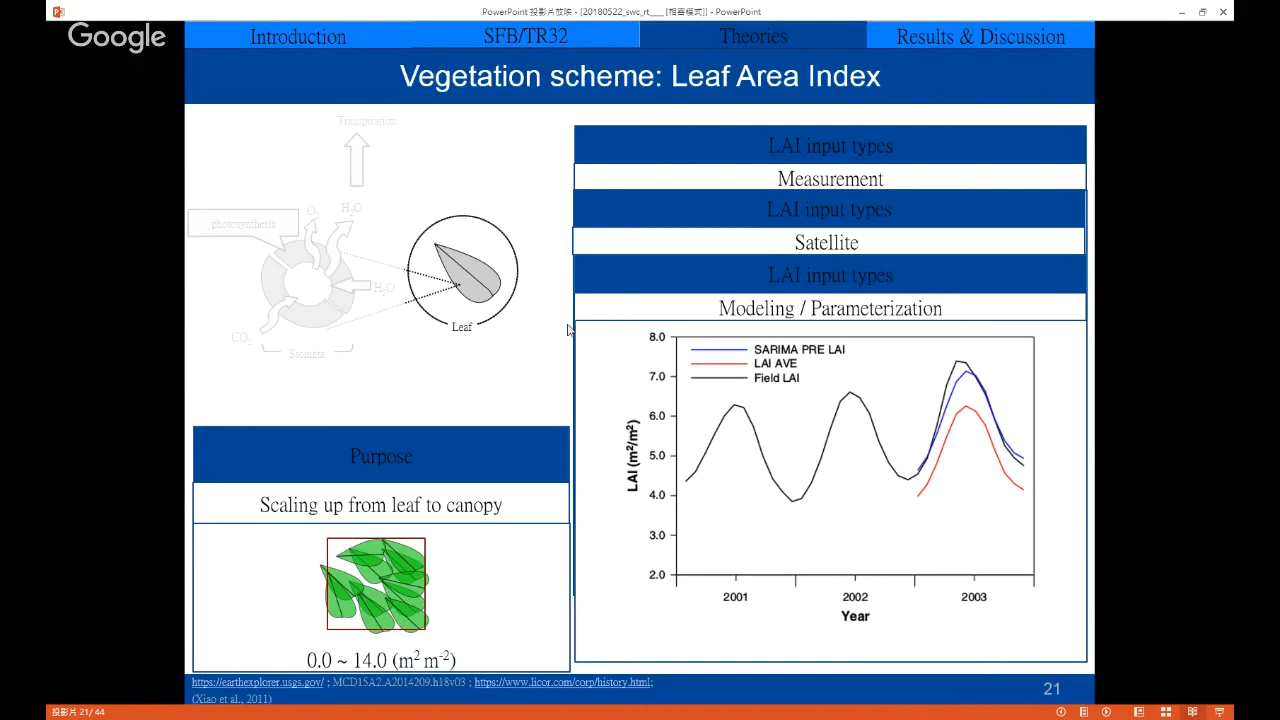 PowerPoint 投影片放映 - [20180522_swc_rt___ [相容模式]] - PowerPoint
Google
Introduction
SFB/TR32
Theories
Results & Discussion
Vegetation scheme: Leaf Area Index
Transpiration
photosynthesis
O2
H2O
H2O
CO2
Stomata
Leaf
Purpose
Scaling up from leaf to canopy
0.0 ~ 14.0 (m2 m-2)
LAI input types
Measurement
LAI input types
Satellite
LAI input types
Modeling / Parameterization
SARIMA PRE LAI
LAI AVE
Field LAI
8.0
7.0
6.0
5.0
4.0
3.0
2.0
LAI (m2/m2)
2001
2002
2003
Year
https://earthexplorer.usgs.gov/ ; MCD15A2.A2014209.h18v03 ; https://www.licor.com/corp/history.html;
(Xiao et al., 2011)
21
投影片 21/ 44